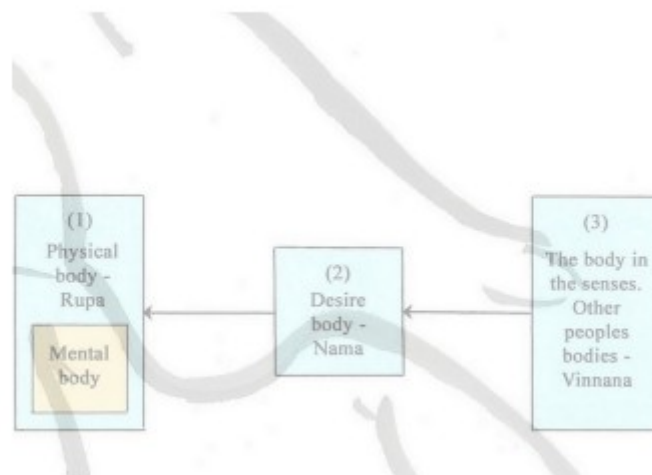 (1)
Physical
body -
Rupa
Mental
body
(2)
Desire
body -
Nama
(3)
The body in
the senses.
Other
peoples
bodies -
Vinnana